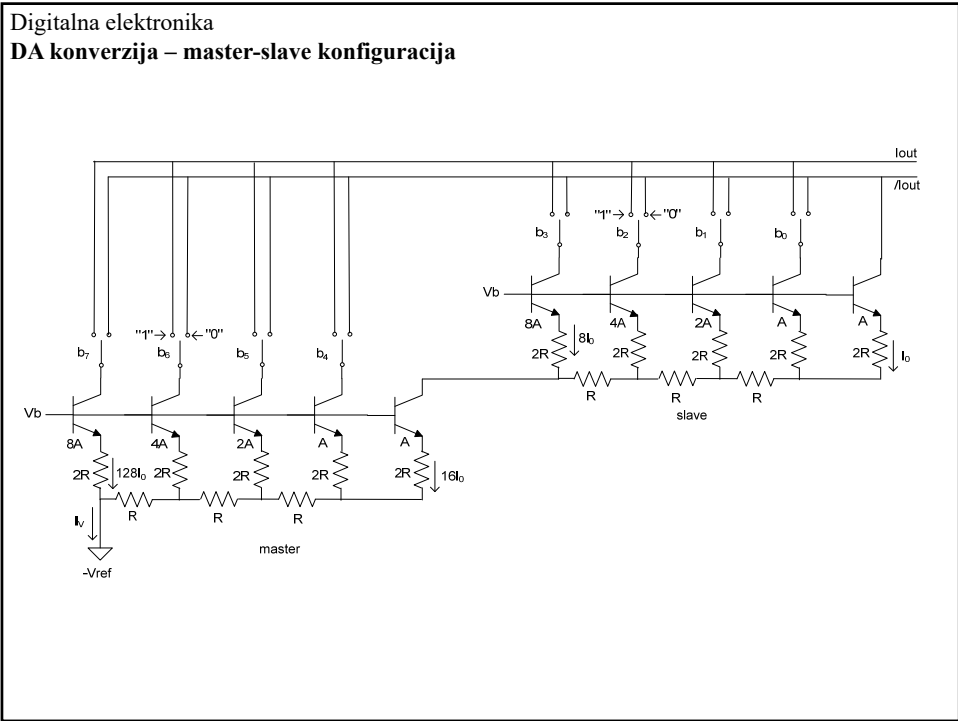 Digitalna elektronika
DA konverzija – master-slave konfiguracija
Iout
/Iout
b₃ "1" b₂ "0" b₁ b₀
Vb
8A 4A 2A A A
2R 8I₀ 2R 2R 2R 2R I₀
R R R
slave
"1" "0"
b₇ b₆ b₅ b₄
Vb
8A 4A 2A A A
2R 128I₀ 2R 2R 2R 2R 16I₀
R R R
Iᵥ
master
-Vref